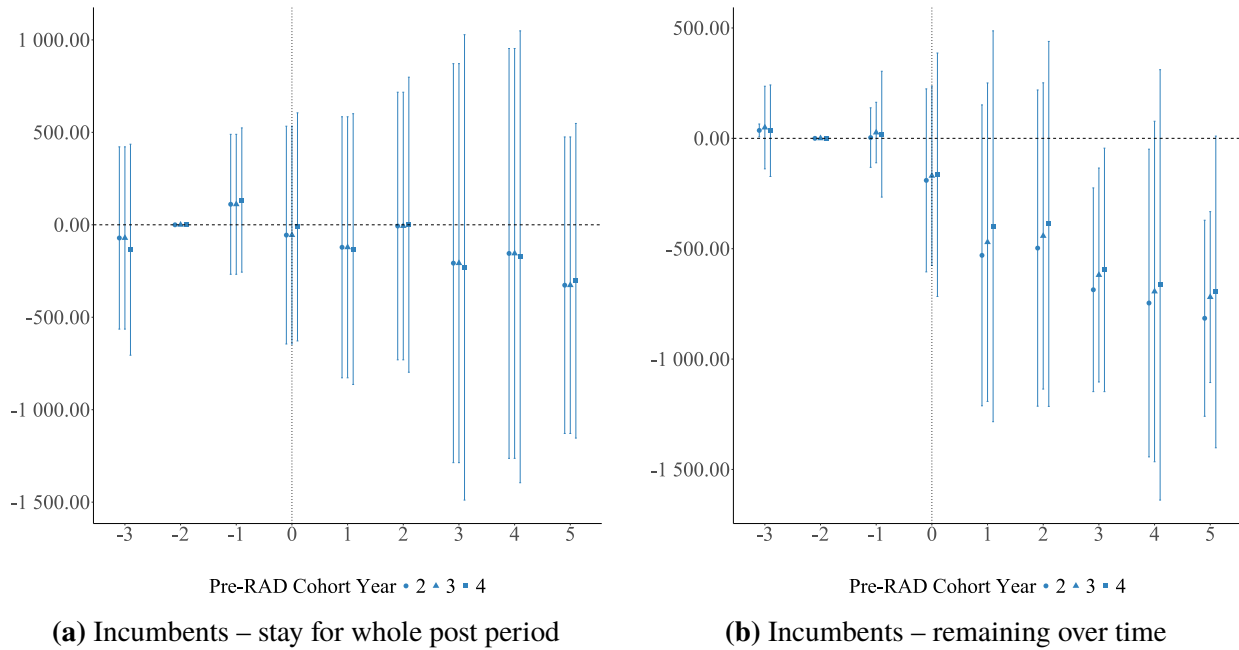 1 000.00
500.00
0.00
-500.00
-1 000.00
-1 500.00
-3 -2 -1 0 1 2 3 4 5
Pre-RAD Cohort Year 2 3 4
(a) Incumbents – stay for whole post period
500.00
0.00
-500.00
-1 000.00
-1 500.00
-3 -2 -1 0 1 2 3 4 5
Pre-RAD Cohort Year 2 3 4
(b) Incumbents – remaining over time